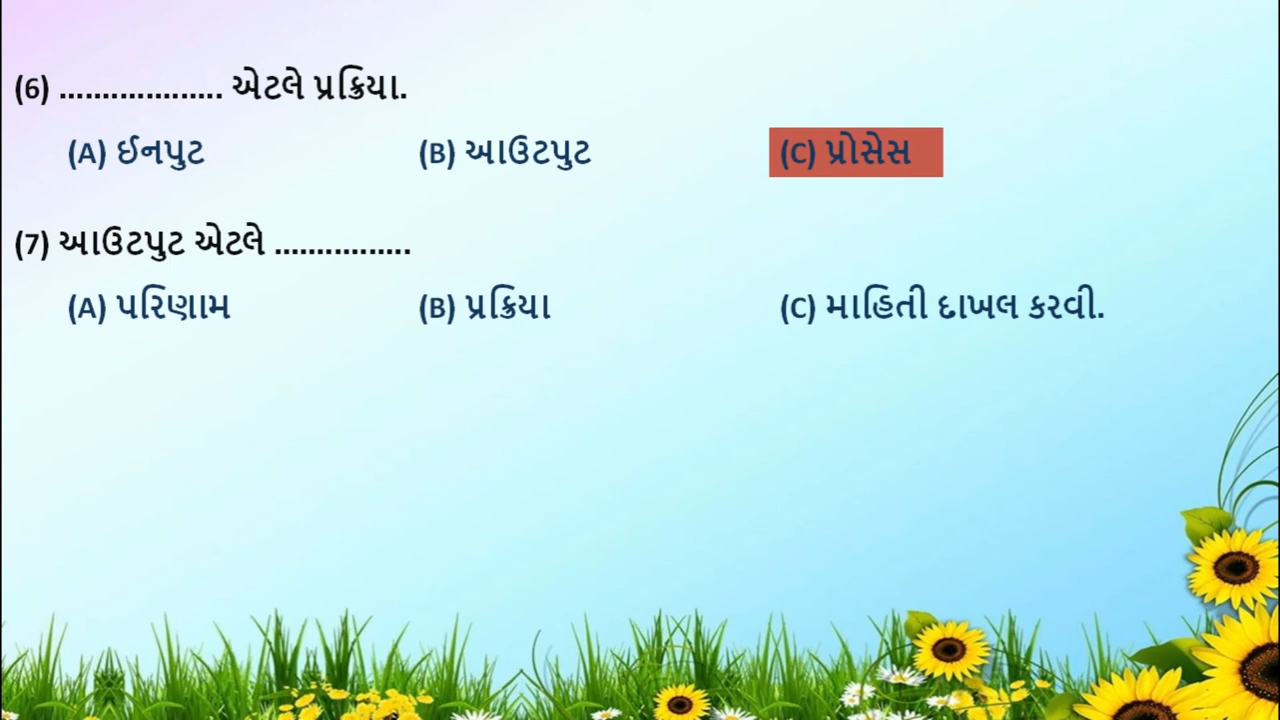 (6) ................... એટલે પ્રક્રિયા.
(A) ઈનપુટ (B) આઉટપુટ (C) પ્રોસેસ
(7) આઉટપુટ એટલે ................
(A) પરિણામ (B) પ્રક્રિયા (C) માહિતી દાખલ કરવી.